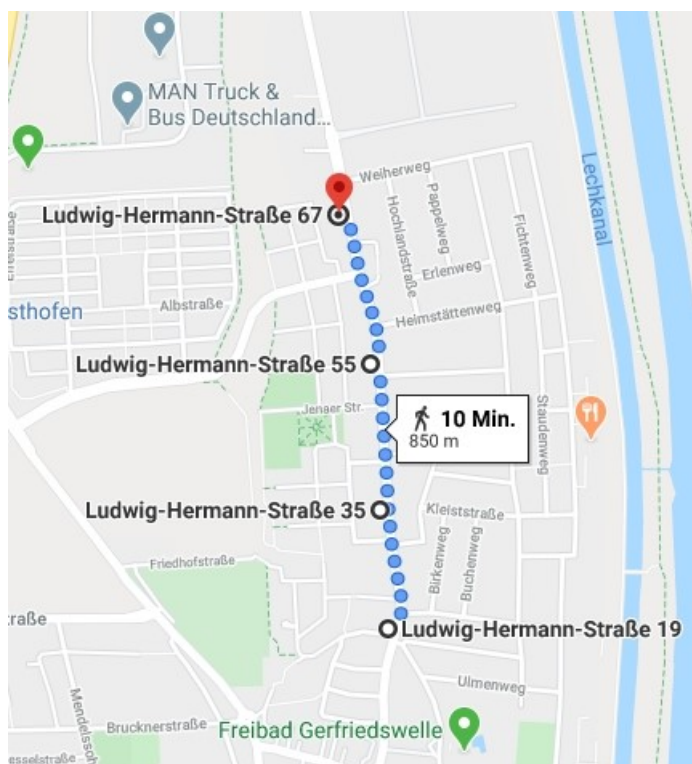 MAN Truck &
Bus Deutschland...
Weiherweg
Lechkanal
Ludwig-Hermann-Straße 67
Hochlandstraße
Pappelweg
Fichtenweg
Erlenweg
Albstraße
sthofen
Heimstättenweg
Ludwig-Hermann-Straße 55
Jenaer Str.
10 Min.
850 m
Staudenweg
Ludwig-Hermann-Straße 35
Kleiststraße
Friedhofstraße
Birkenweg
Buchenweg
raße
Ludwig-Hermann-Straße 19
Ulmenweg
Mendelssoh
Brucknerstraße
Freibad Gerfriedswelle
esselstraße